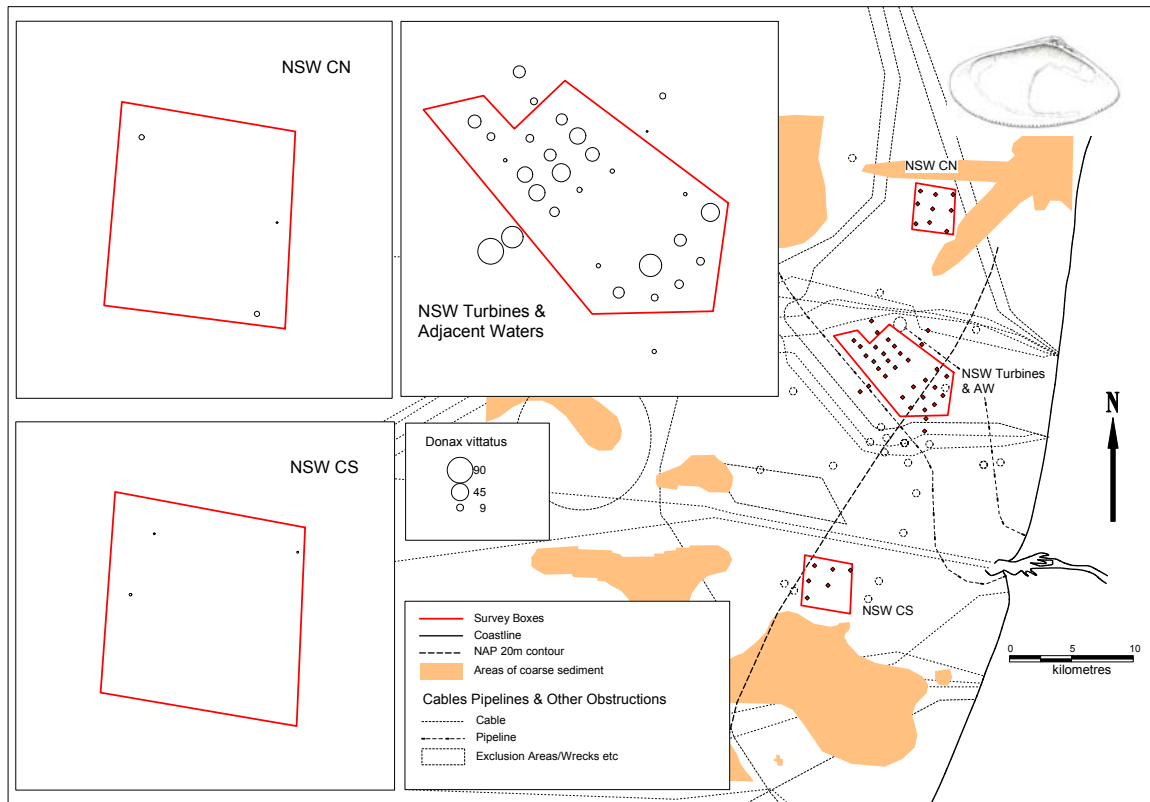 NSW CN
NSW Turbines &
Adjacent Waters
NSW CS
Donax vittatus
90
45
9
Survey Boxes
Coastline
NAP 20m contour
Areas of coarse sediment
Cables Pipelines & Other Obstructions
Cable
Pipeline
Exclusion Areas/Wrecks etc
NSW CN
NSW Turbines
& AW
NSW CS
N
0 5 10
kilometres